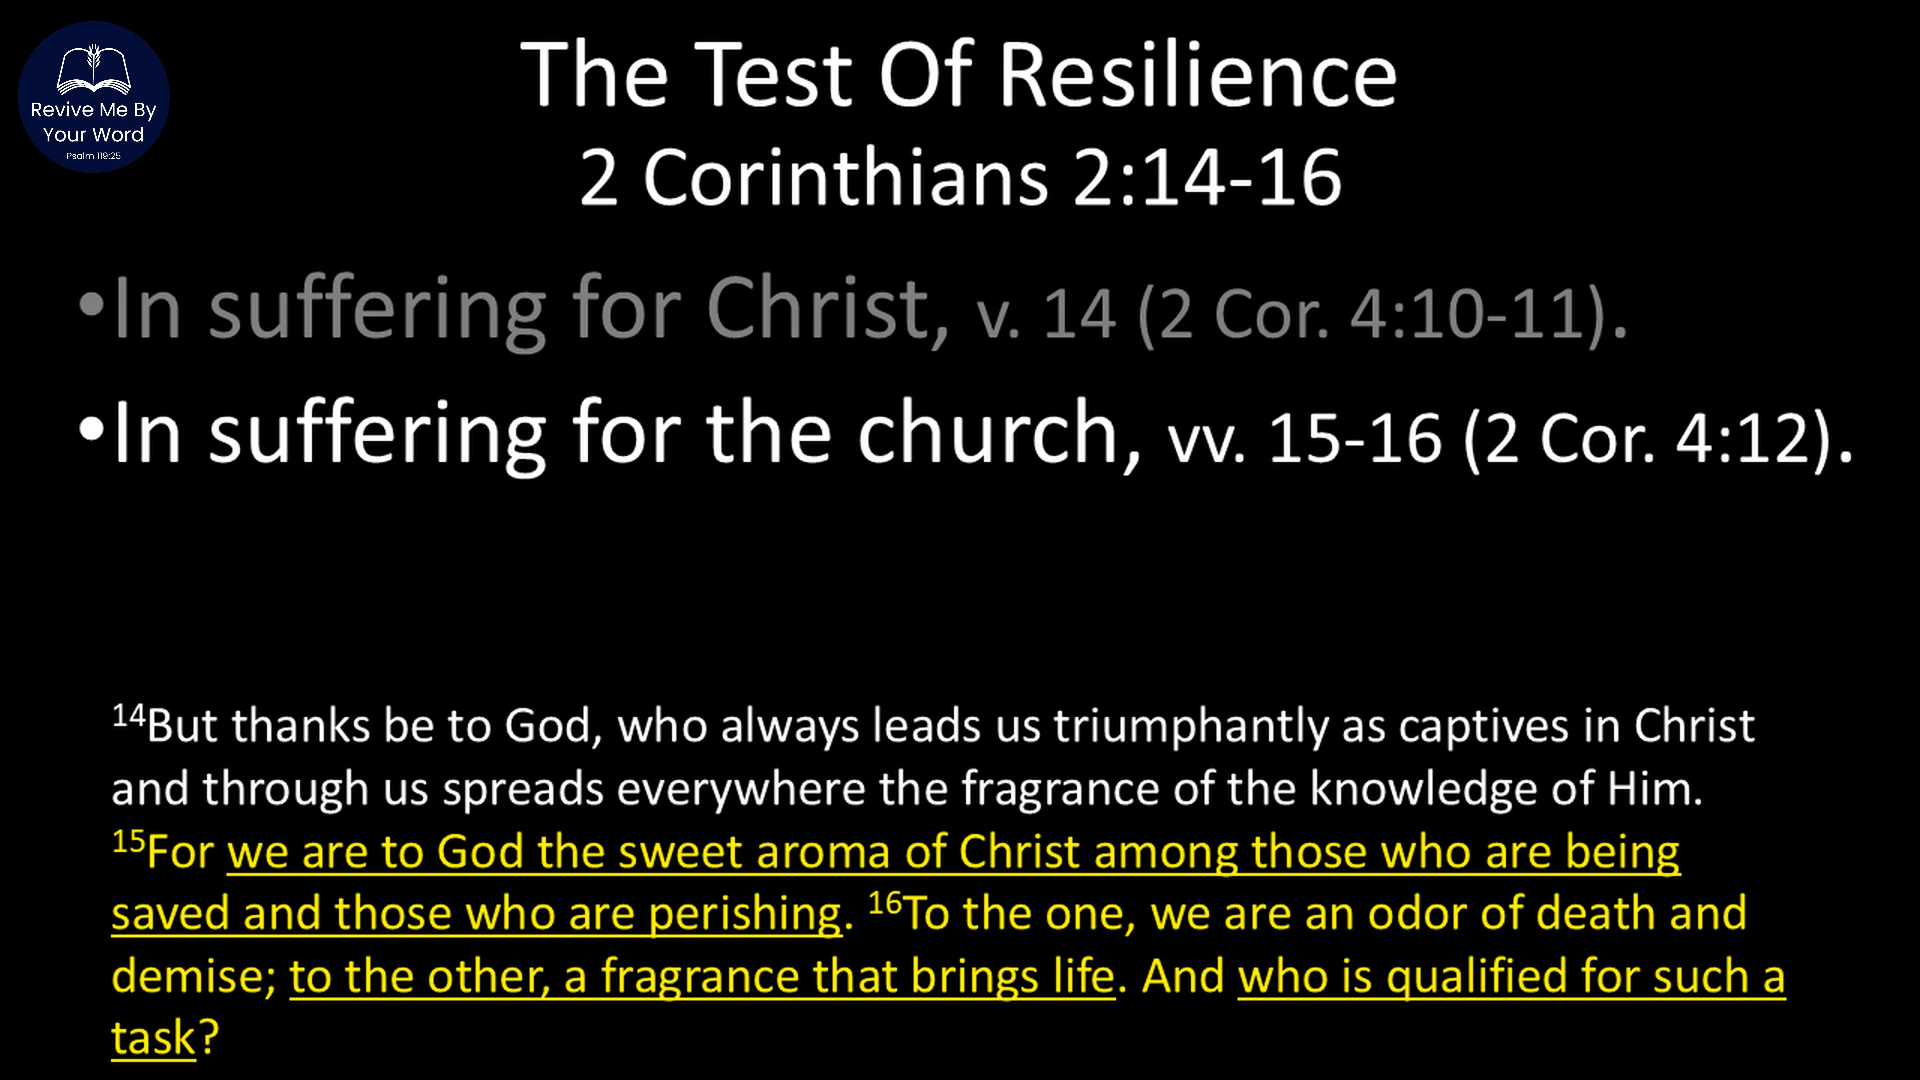 Revive Me By
Your Word
Psalm 119:25
The Test Of Resilience
2 Corinthians 2:14-16
•In suffering for Christ, v. 14 (2 Cor. 4:10-11).
•In suffering for the church, vv. 15-16 (2 Cor. 4:12).
14But thanks be to God, who always leads us triumphantly as captives in Christ
and through us spreads everywhere the fragrance of the knowledge of Him.
15For we are to God the sweet aroma of Christ among those who are being
saved and those who are perishing. 16To the one, we are an odor of death and
demise; to the other, a fragrance that brings life. And who is qualified for such a
task?